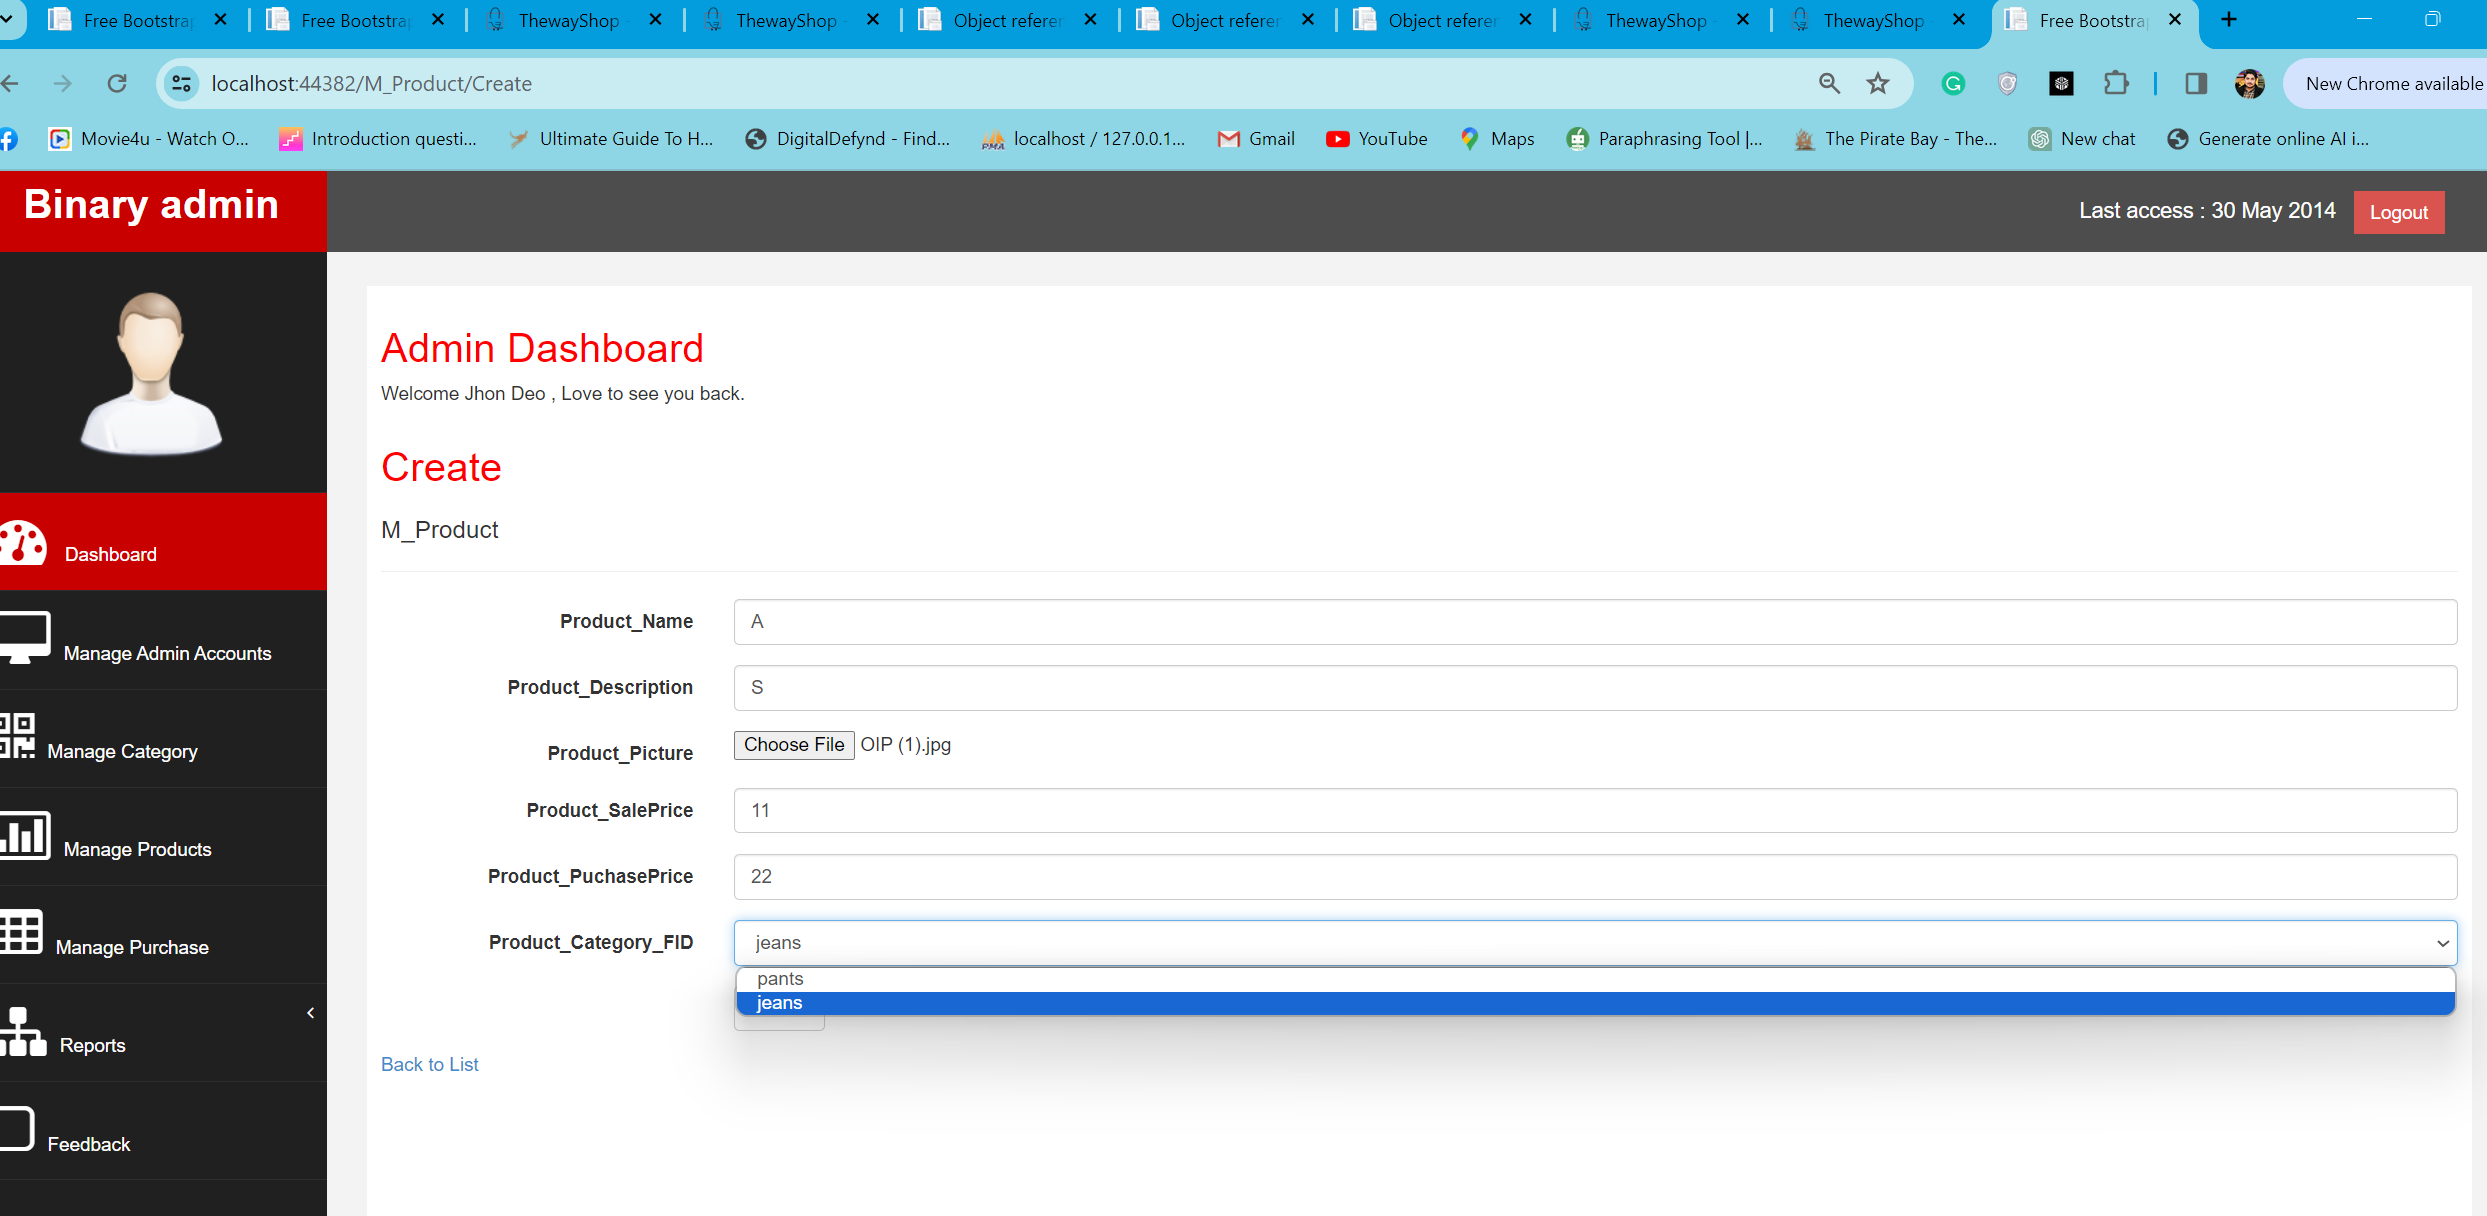 Free Bootstrap
Free Bootstrap
ThewayShop -
ThewayShop -
Object referen
Object referen
Object referen
ThewayShop -
ThewayShop -
Free Bootstrap
localhost:44382/M_Product/Create
New Chrome available
Movie4u - Watch O...
Introduction questi...
Ultimate Guide To H...
DigitalDefynd - Find...
localhost / 127.0.0.1...
Gmail
YouTube
Maps
Paraphrasing Tool |...
The Pirate Bay - The...
New chat
Generate online AI i...
Binary admin
Last access : 30 May 2014
Logout
Dashboard
Manage Admin Accounts
Manage Category
Manage Products
Manage Purchase
Reports
Feedback
Admin Dashboard
Welcome Jhon Deo , Love to see you back.
Create
M_Product
Product_Name
A
Product_Description
S
Product_Picture
Choose File OIP (1).jpg
Product_SalePrice
11
Product_PuchasePrice
22
Product_Category_FID
jeans
pants
jeans
Back to List